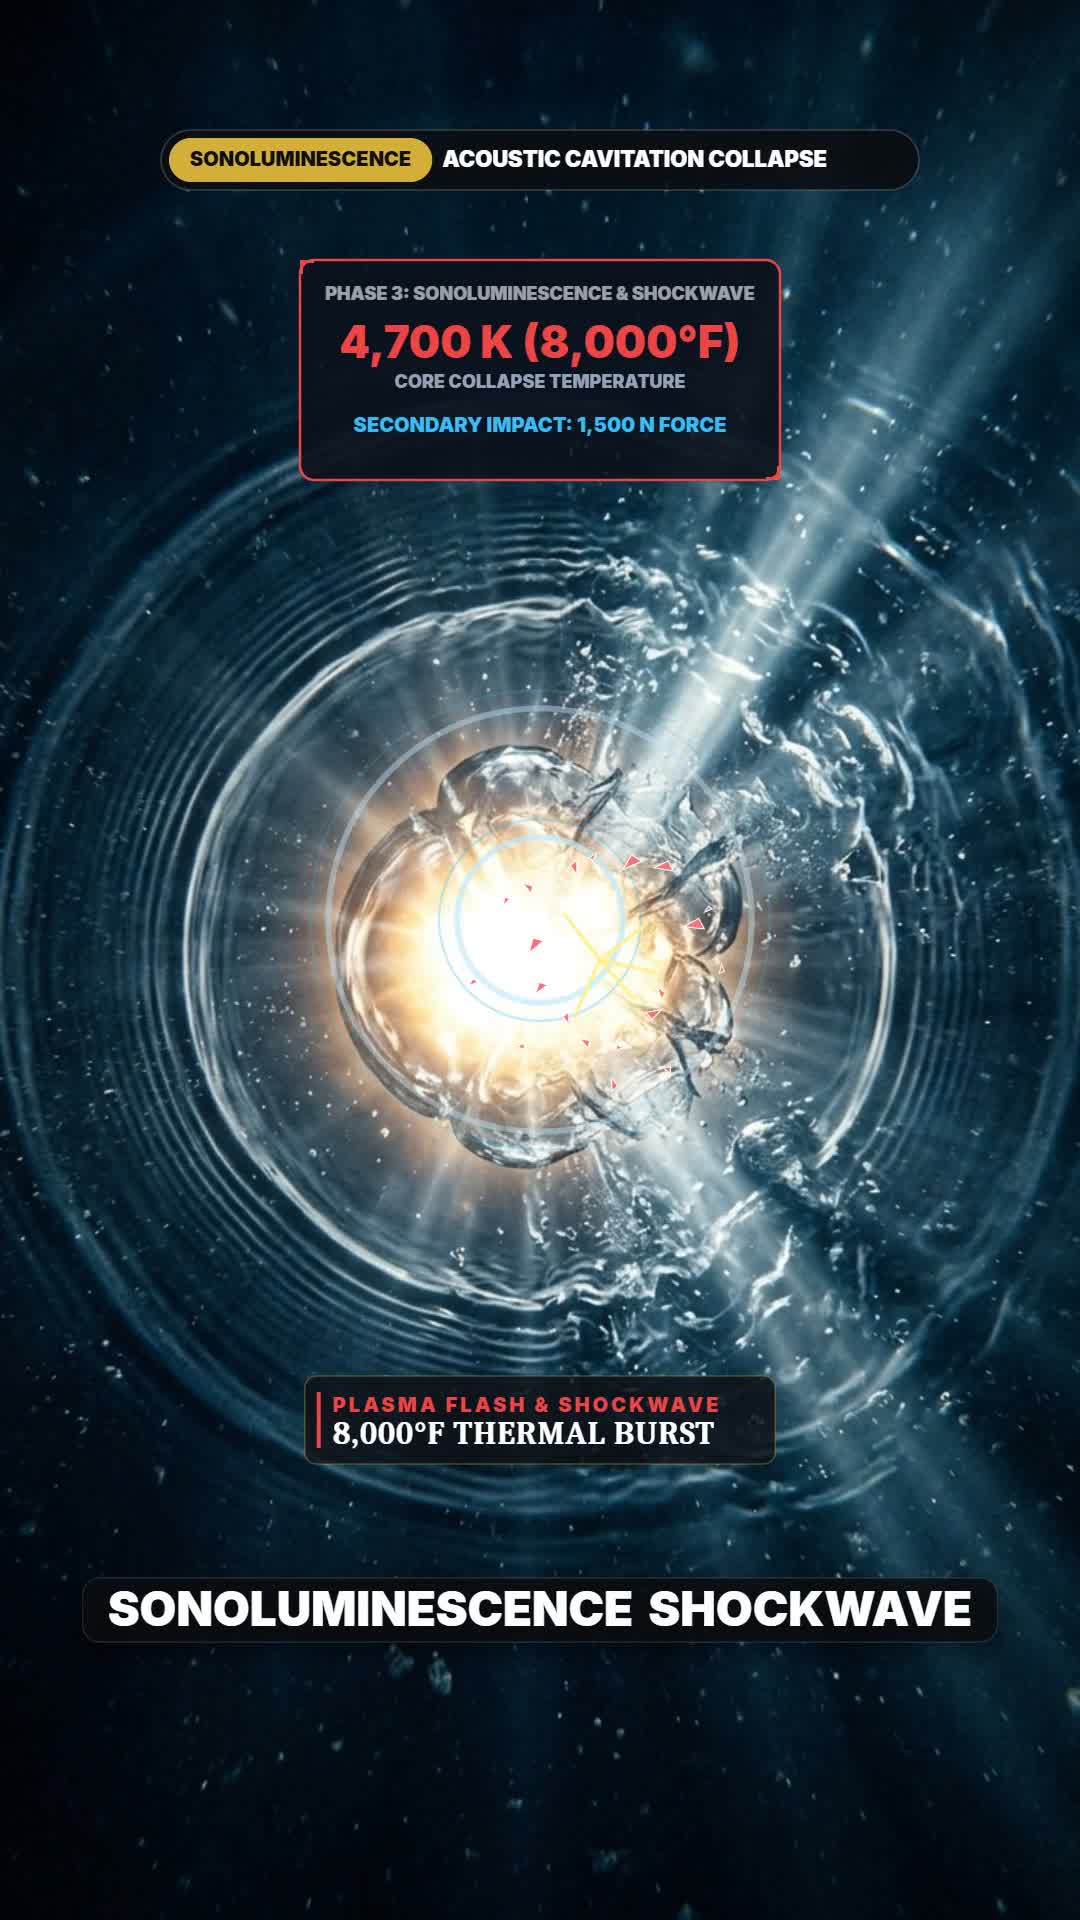 SONOLUMINESCENCE ACOUSTIC CAVITATION COLLAPSE
PHASE 3: SONOLUMINESCENCE & SHOCKWAVE
4,700 K (8,000°F)
CORE COLLAPSE TEMPERATURE
SECONDARY IMPACT: 1,500 N FORCE
PLASMA FLASH & SHOCKWAVE
8,000°F THERMAL BURST
SONOLUMINESCENCE SHOCKWAVE